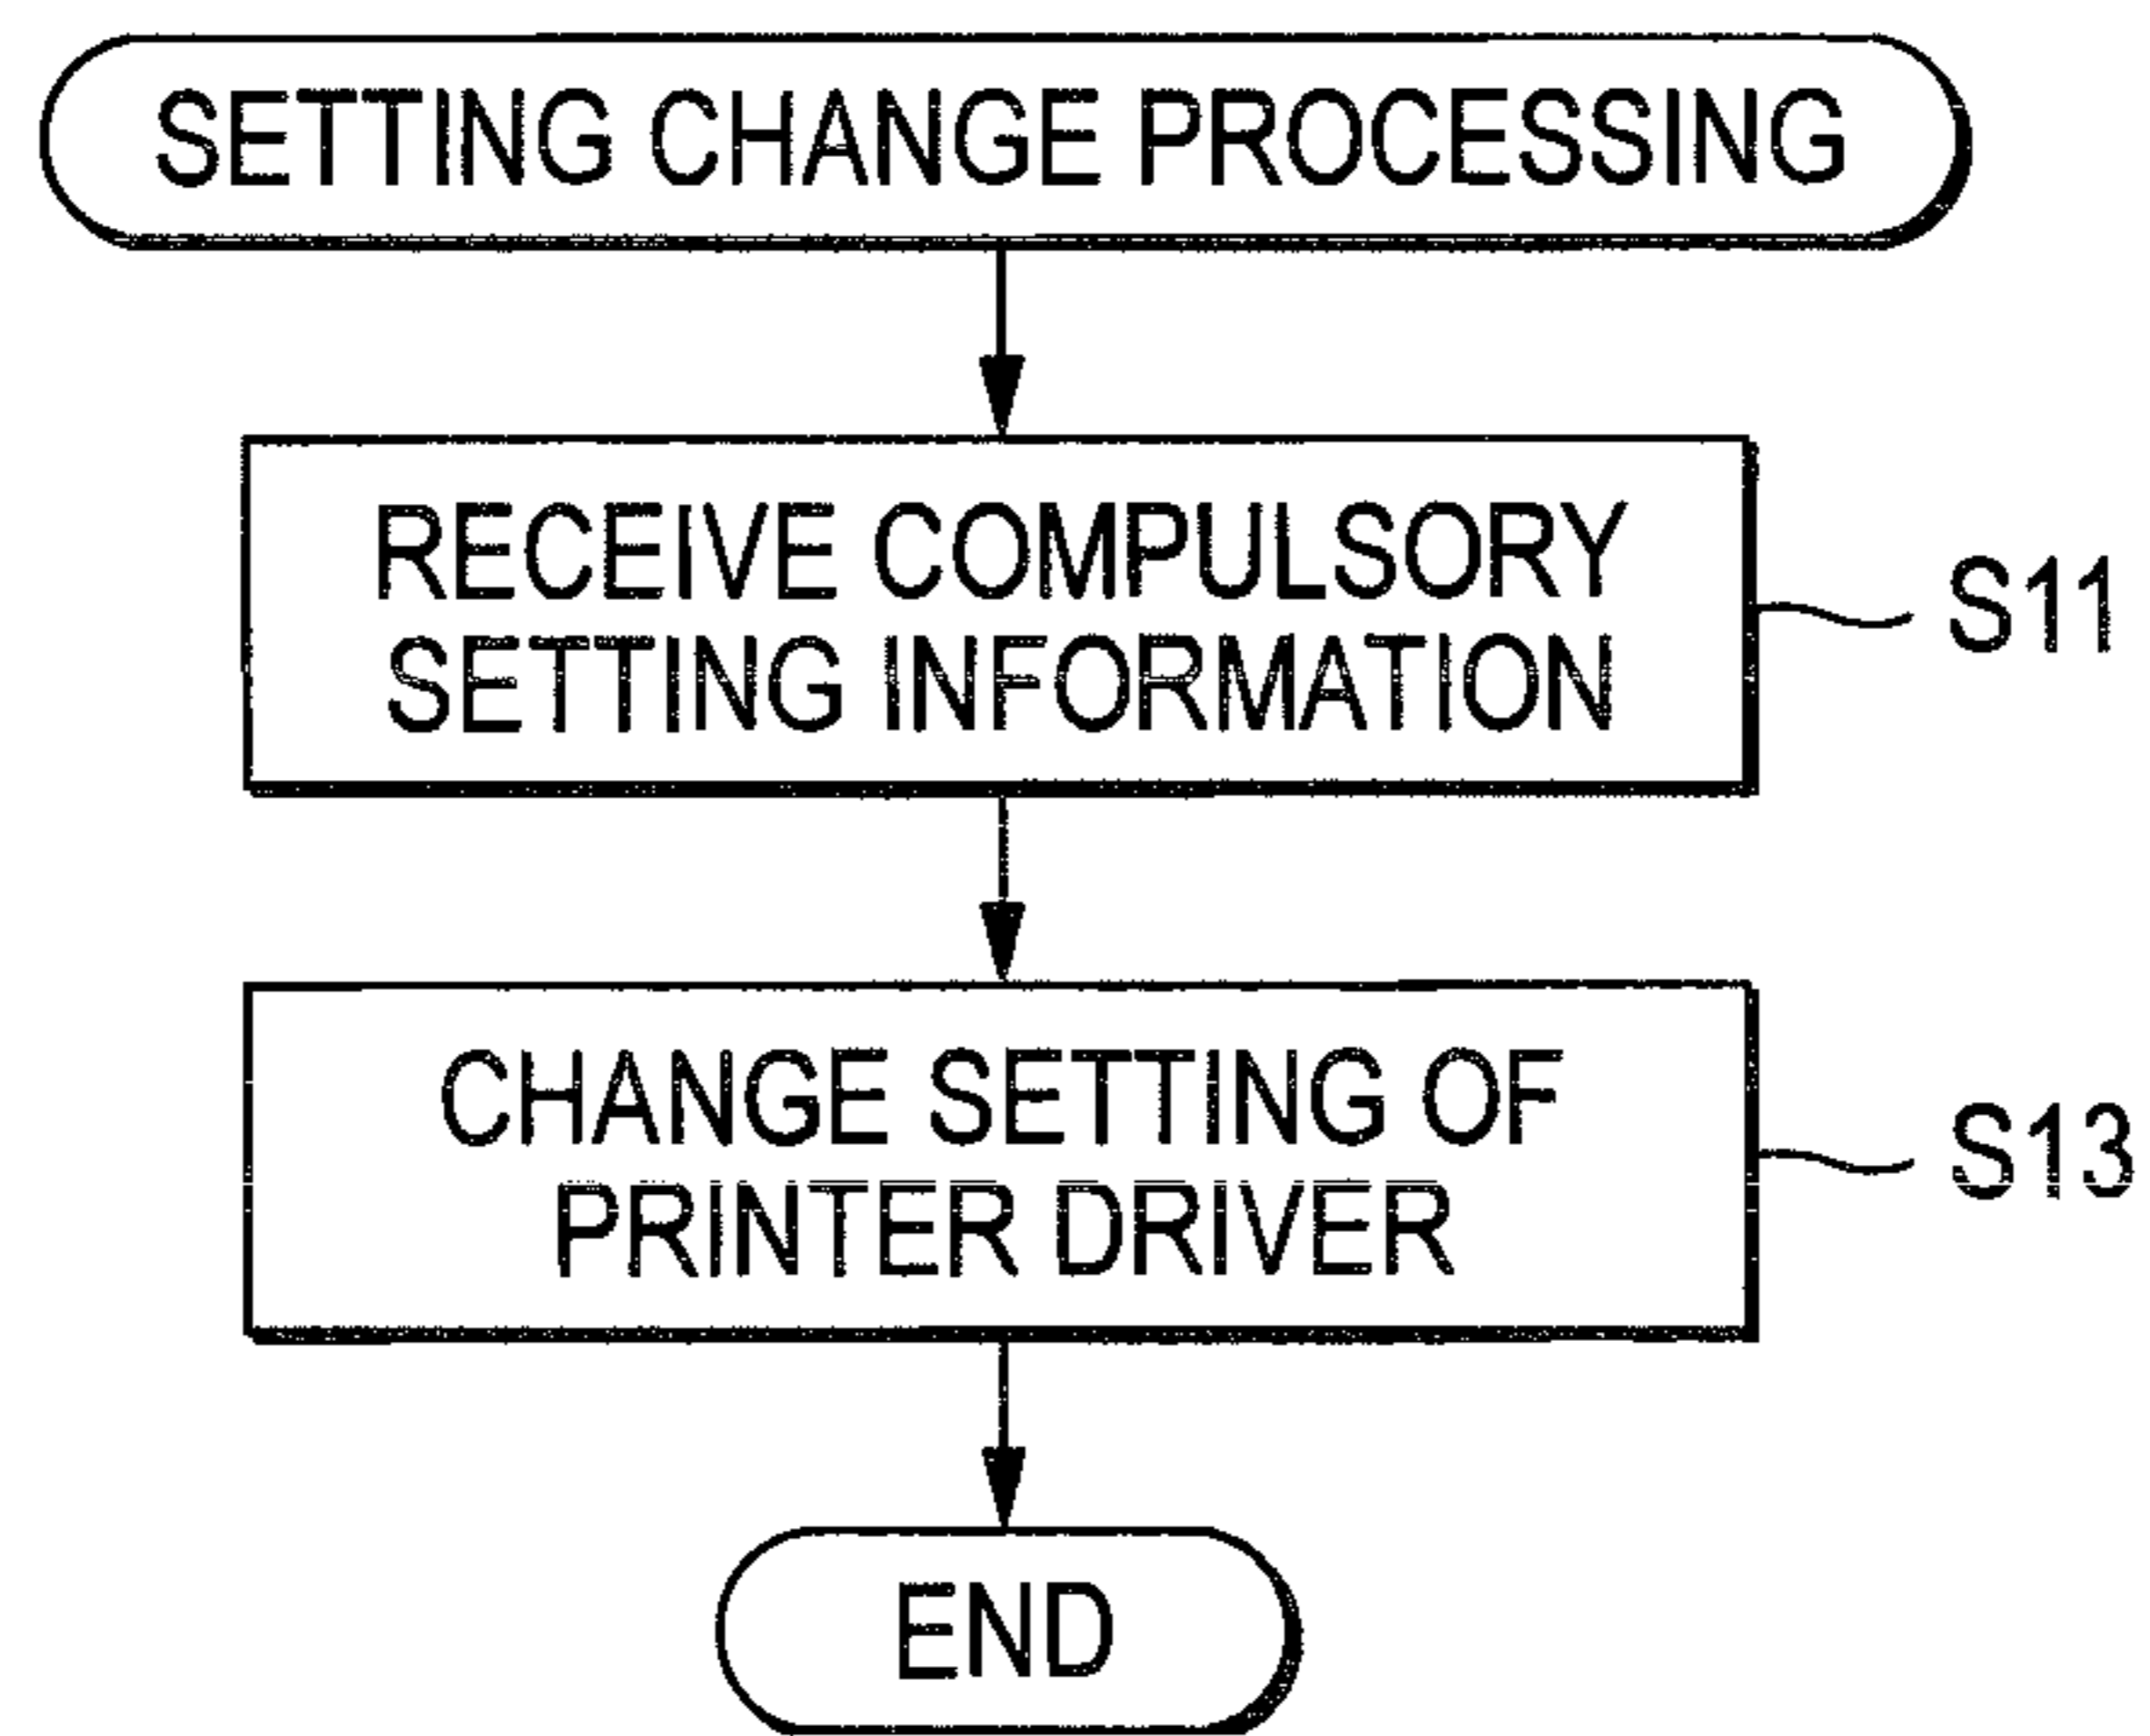 SETTING CHANGE PROCESSING
RECEIVE COMPULSORY
SETTING INFORMATION
S11
CHANGE SETTING OF
PRINTER DRIVER
S13
END